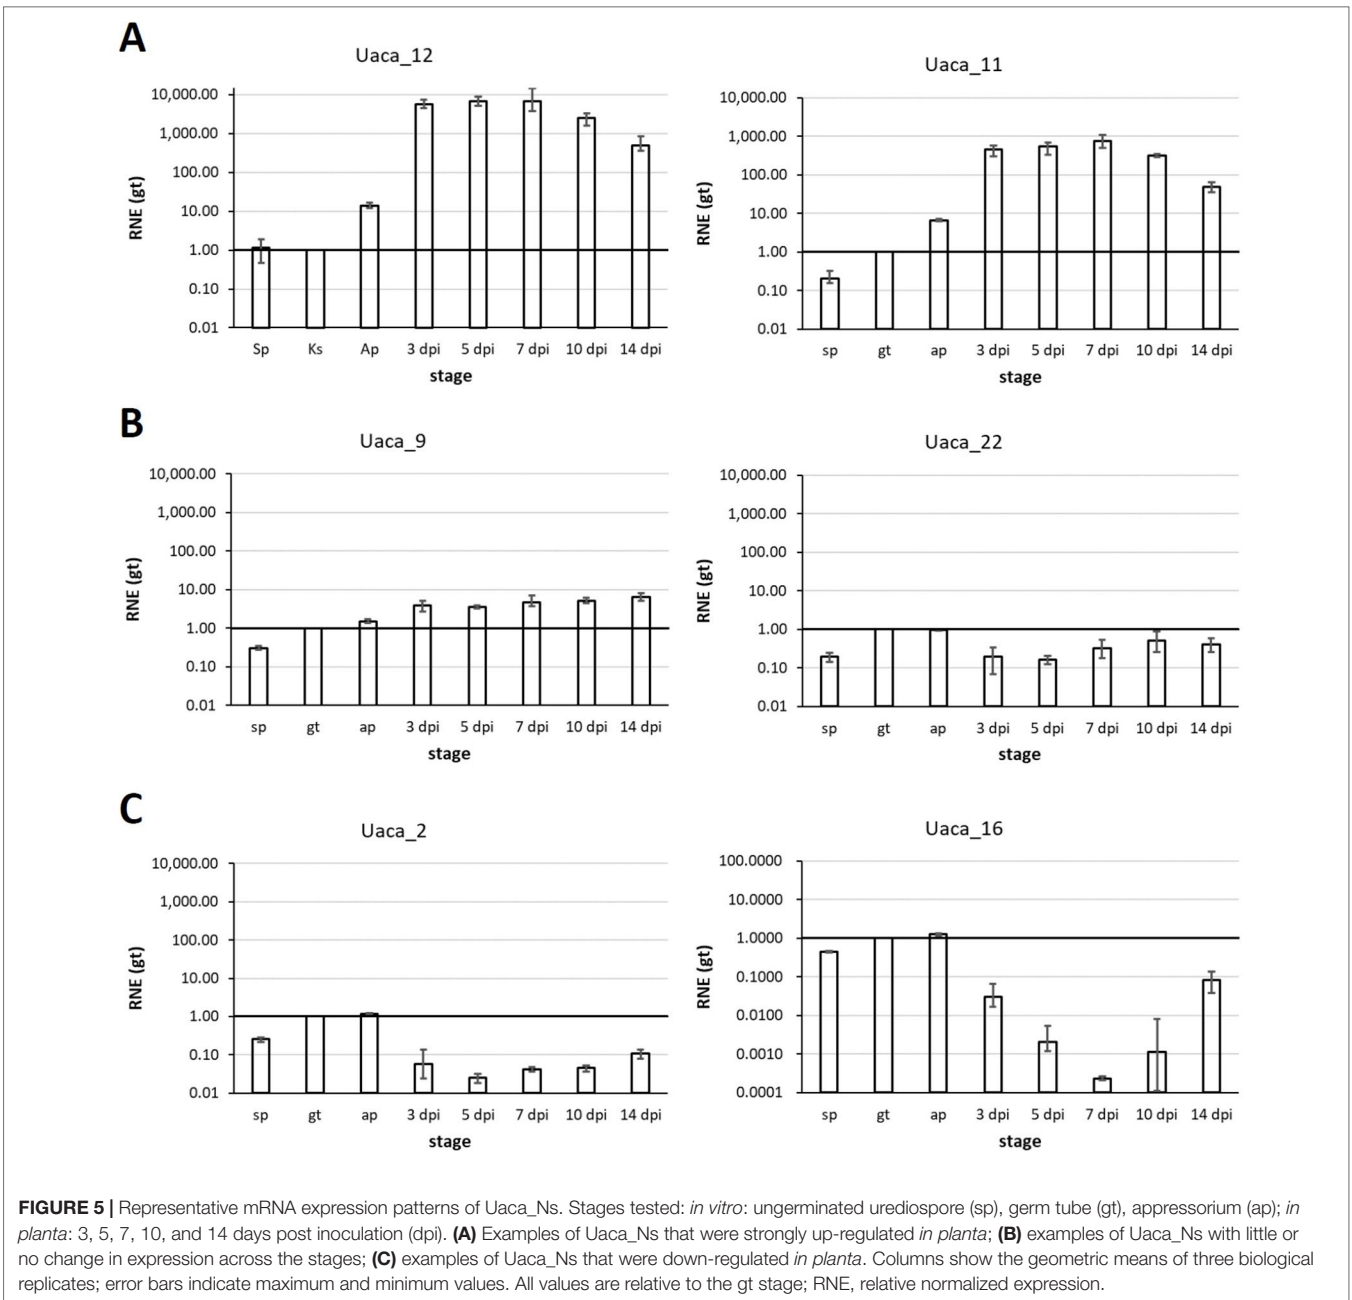 A
Uaca_12
10,000.00
1,000.00
100.00
10.00
1.00
0.10
0.01
RNE (gt)
Sp Ks Ap 3 dpi 5 dpi 7 dpi 10 dpi 14 dpi
stage
Uaca_11
10,000.00
1,000.00
100.00
10.00
1.00
0.10
0.01
RNE (gt)
sp gt ap 3 dpi 5 dpi 7 dpi 10 dpi 14 dpi
stage
B
Uaca_9
10,000.00
1,000.00
100.00
10.00
1.00
0.10
0.01
RNE (gt)
sp gt ap 3 dpi 5 dpi 7 dpi 10 dpi 14 dpi
stage
Uaca_22
10,000.00
1,000.00
100.00
10.00
1.00
0.10
0.01
RNE (gt)
sp gt ap 3 dpi 5 dpi 7 dpi 10 dpi 14 dpi
stage
C
Uaca_2
10,000.00
1,000.00
100.00
10.00
1.00
0.10
0.01
RNE (gt)
sp gt ap 3 dpi 5 dpi 7 dpi 10 dpi 14 dpi
stage
Uaca_16
100.0000
10.0000
1.0000
0.1000
0.0100
0.0010
0.0001
RNE (gt)
sp gt ap 3 dpi 5 dpi 7 dpi 10 dpi 14 dpi
stage
FIGURE 5 | Representative mRNA expression patterns of Uaca_Ns. Stages tested: in vitro: ungerminated urediospore (sp), germ tube (gt), appressorium (ap); in
planta: 3, 5, 7, 10, and 14 days post inoculation (dpi). (A) Examples of Uaca_Ns that were strongly up-regulated in planta; (B) examples of Uaca_Ns with little or
no change in expression across the stages; (C) examples of Uaca_Ns that were down-regulated in planta. Columns show the geometric means of three biological
replicates; error bars indicate maximum and minimum values. All values are relative to the gt stage; RNE, relative normalized expression.